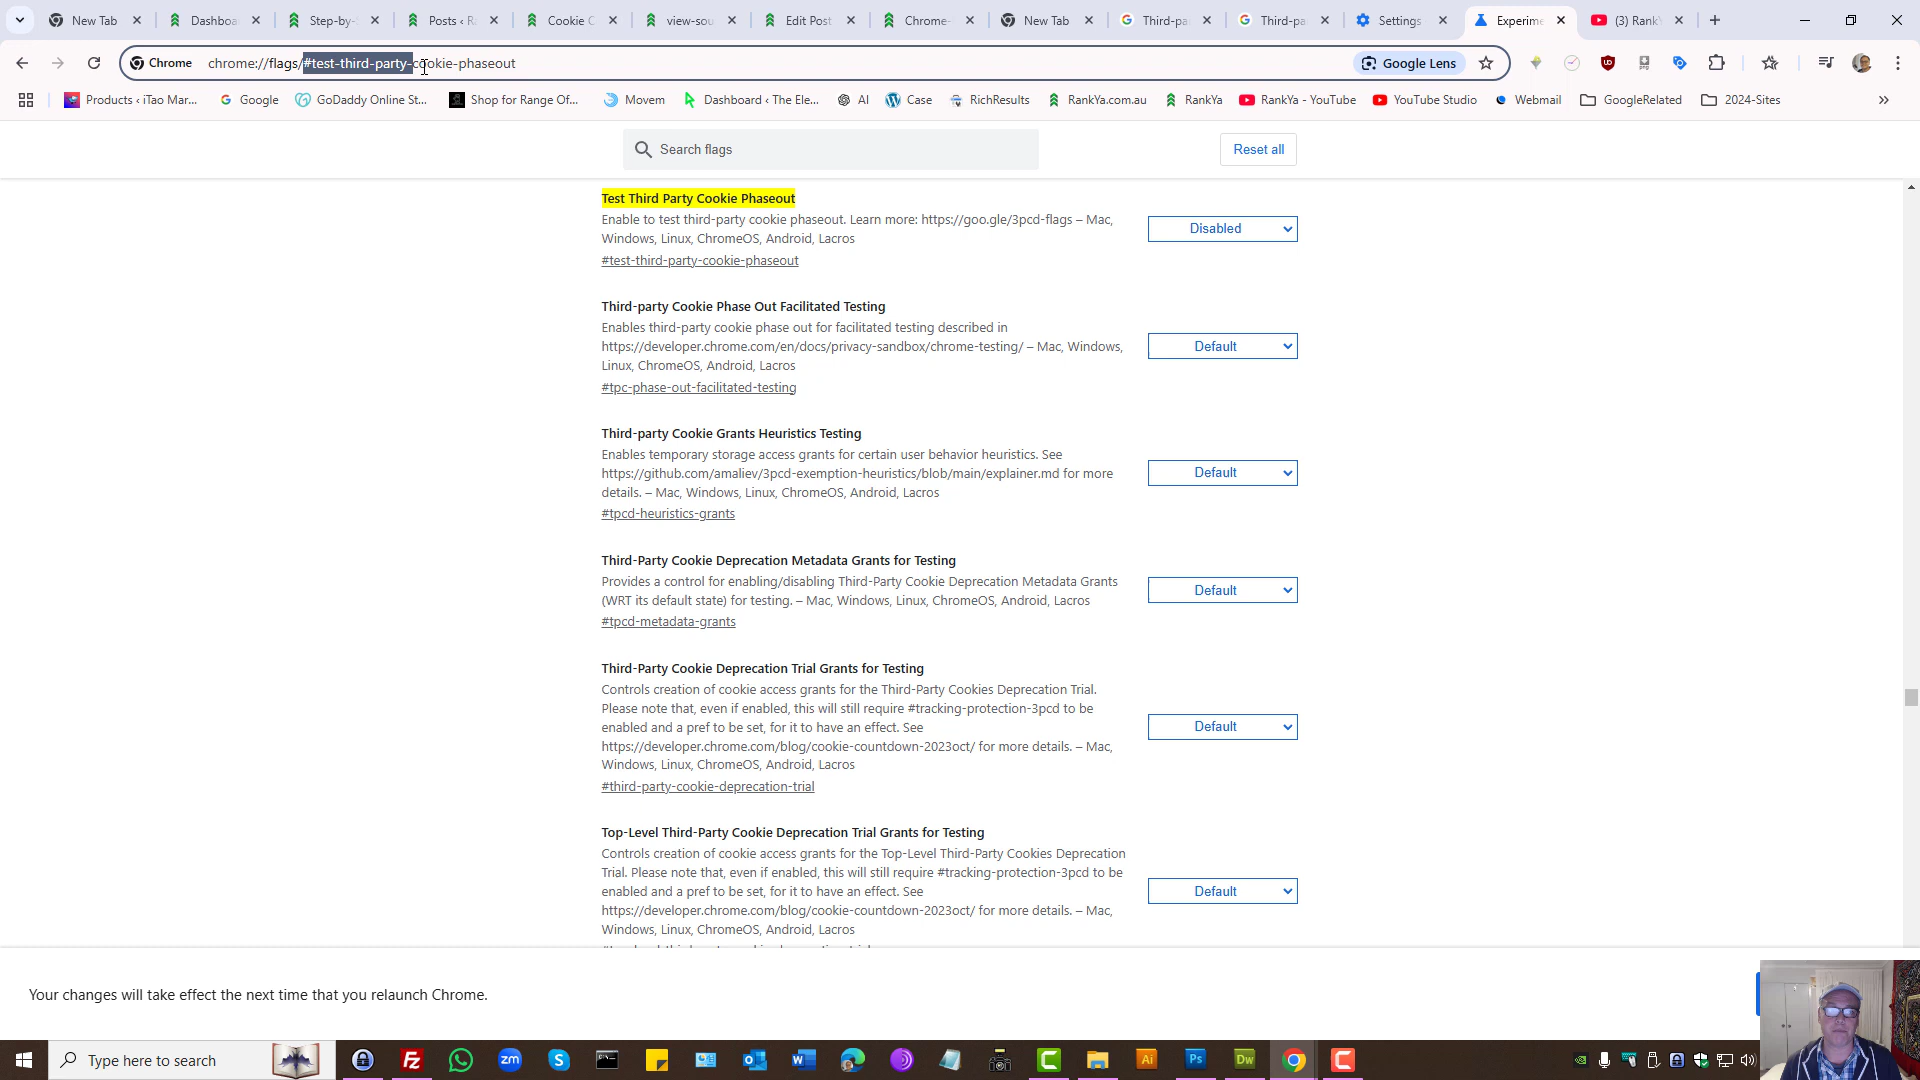 New Tab
Dashboa
Step-by-
Posts ‹ R
Cookie C
view-sou
Edit Post
Chrome-
New Tab
Third-pa
Third-pa
Settings
Experime
(3) Rank
Chrome
chrome://flags/#test-third-party-cookie-phaseout
Google Lens
Products ‹ iTao Mar...
Google
GoDaddy Online St...
Shop for Range Of...
Movem
Dashboard ‹ The Ele...
AI
Case
RichResults
RankYa.com.au
RankYa
RankYa - YouTube
YouTube Studio
Webmail
GoogleRelated
2024-Sites
Search flags
Reset all
Test Third Party Cookie Phaseout
Enable to test third-party cookie phaseout. Learn more: https://goo.gle/3pcd-flags – Mac,
Windows, Linux, ChromeOS, Android, Lacros
#test-third-party-cookie-phaseout
Disabled
Third-party Cookie Phase Out Facilitated Testing
Enables third-party cookie phase out for facilitated testing described in
https://developer.chrome.com/en/docs/privacy-sandbox/chrome-testing/ – Mac, Windows,
Linux, ChromeOS, Android, Lacros
#tpc-phase-out-facilitated-testing
Default
Third-party Cookie Grants Heuristics Testing
Enables temporary storage access grants for certain user behavior heuristics. See
https://github.com/amaliev/3pcd-exemption-heuristics/blob/main/explainer.md for more
details. – Mac, Windows, Linux, ChromeOS, Android, Lacros
#tpcd-heuristics-grants
Default
Third-Party Cookie Deprecation Metadata Grants for Testing
Provides a control for enabling/disabling Third-Party Cookie Deprecation Metadata Grants
(WRT its default state) for testing. – Mac, Windows, Linux, ChromeOS, Android, Lacros
#tpcd-metadata-grants
Default
Third-Party Cookie Deprecation Trial Grants for Testing
Controls creation of cookie access grants for the Third-Party Cookies Deprecation Trial.
Please note that, even if enabled, this will still require #tracking-protection-3pcd to be
enabled and a pref to be set, for it to have an effect. See
https://developer.chrome.com/blog/cookie-countdown-2023oct/ for more details. – Mac,
Windows, Linux, ChromeOS, Android, Lacros
#third-party-cookie-deprecation-trial
Default
Top-Level Third-Party Cookie Deprecation Trial Grants for Testing
Controls creation of cookie access grants for the Top-Level Third-Party Cookies Deprecation
Trial. Please note that, even if enabled, this will still require #tracking-protection-3pcd to be
enabled and a pref to be set, for it to have an effect. See
https://developer.chrome.com/blog/cookie-countdown-2023oct/ for more details. – Mac,
Windows, Linux, ChromeOS, Android, Lacros
Default
Your changes will take effect the next time that you relaunch Chrome.
Type here to search